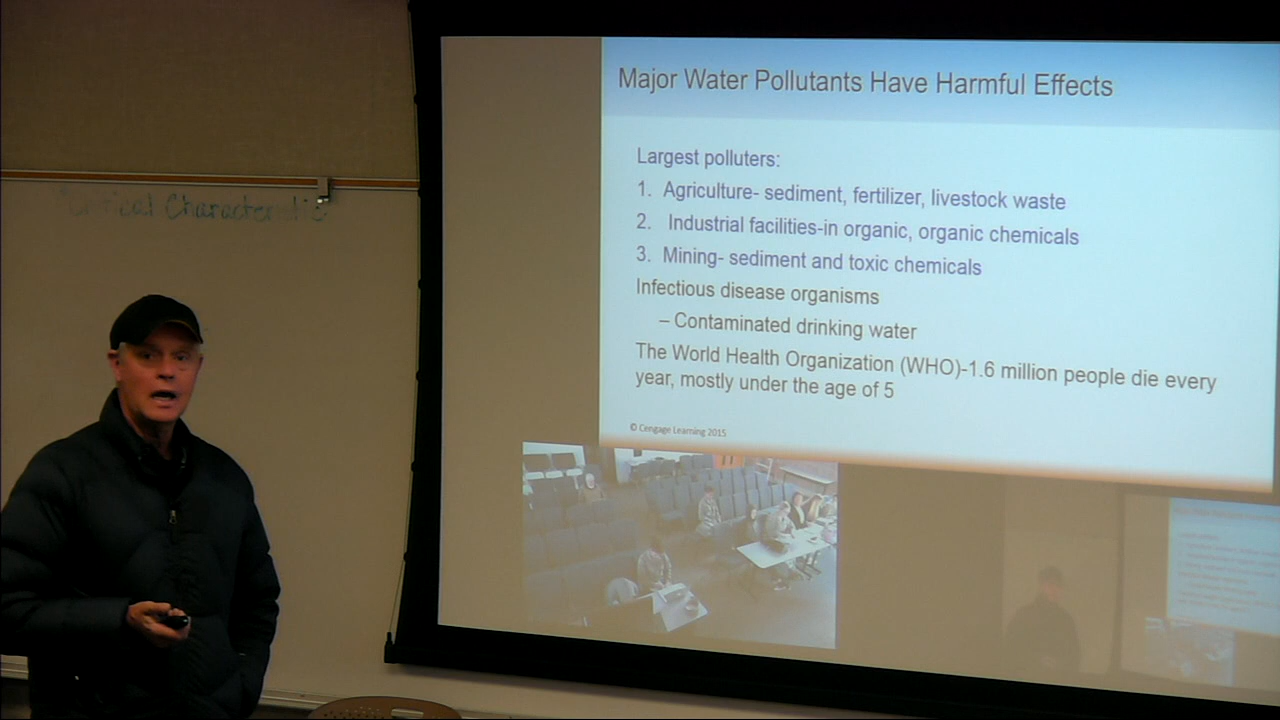 Major Water Pollutants Have Harmful Effects
Largest polluters:
1. Agriculture- sediment, fertilizer, livestock waste
2. Industrial facilities-in organic, organic chemicals
3. Mining- sediment and toxic chemicals
Infectious disease organisms
– Contaminated drinking water
The World Health Organization (WHO)-1.6 million people die every
year, mostly under the age of 5
© Cengage Learning 2015
Critical Characteristic